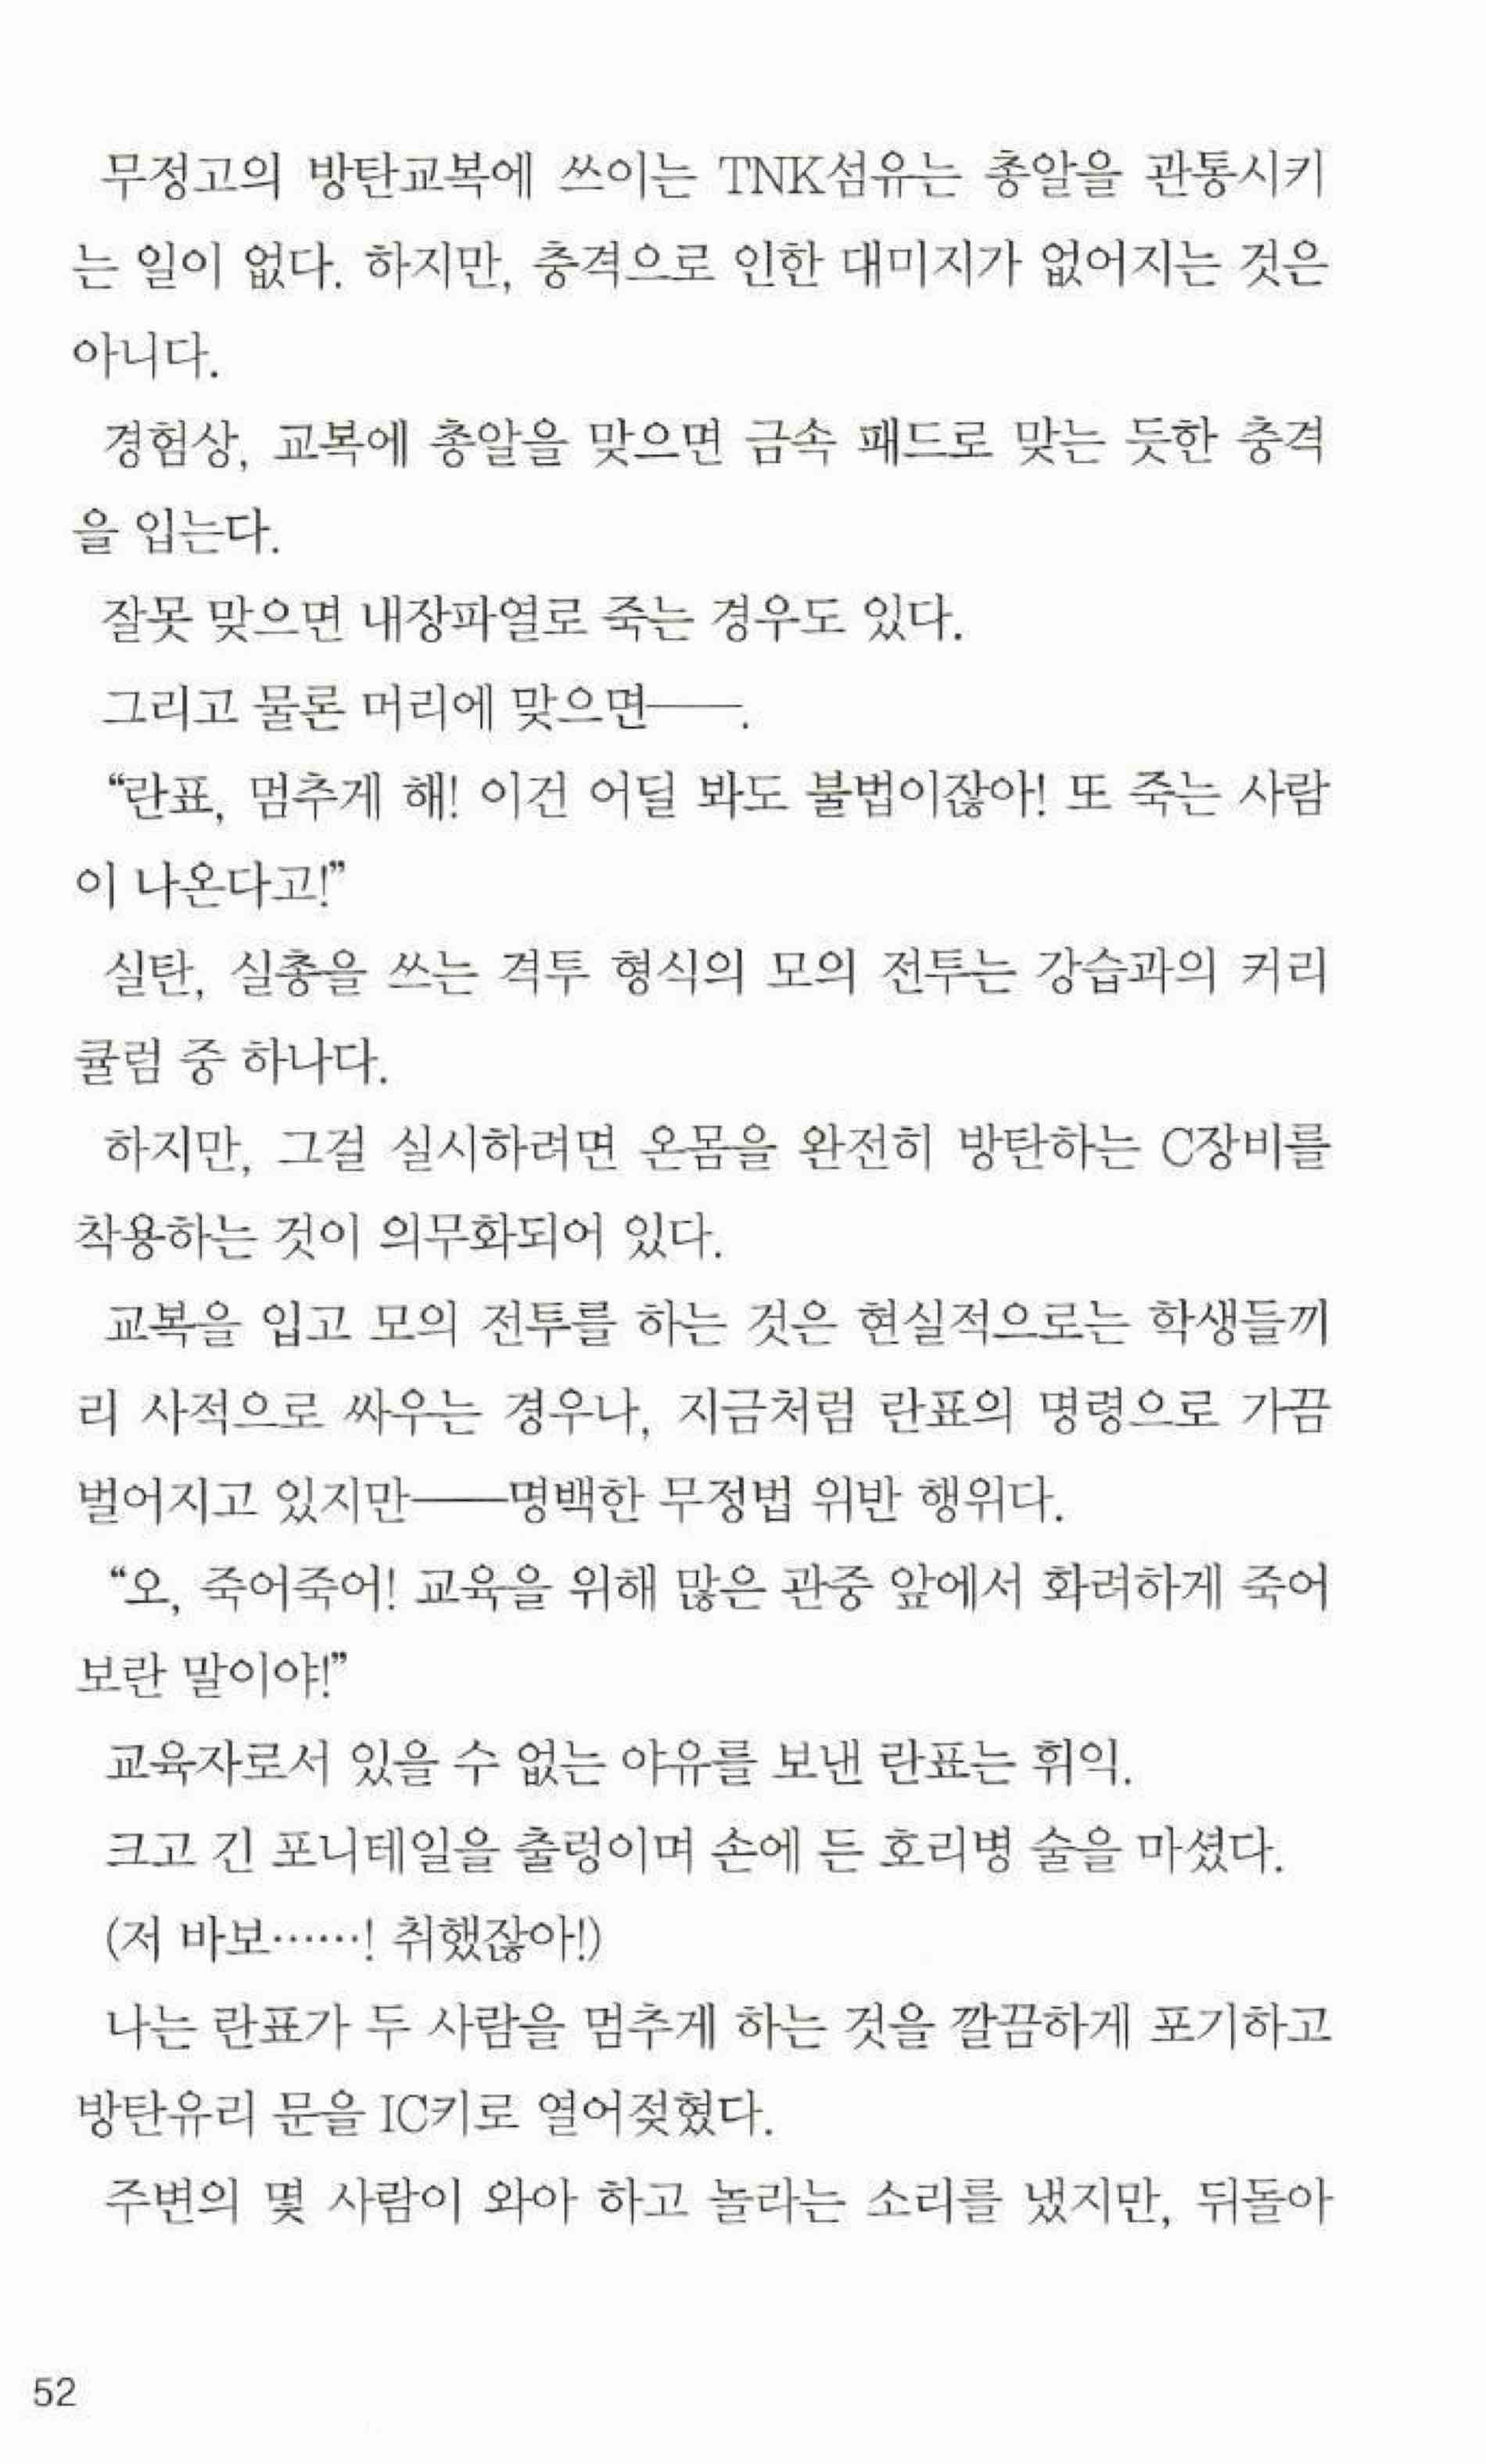 무정고의 방탄교복에 쓰이는 TNK섬유는 총알을 관통시키
는 일이 없다. 하지만, 충격으로 인한 대미지가 없어지는 것은
아니다.
경험상, 교복에 총알을 맞으면 금속 패드로 맞는 듯한 충격
을 입는다.
잘못 맞으면 내장파열로 죽는 경우도 있다.
그리고 물론 머리에 맞으면──.
“란표, 멈추게 해! 이건 어딜 봐도 불법이잖아! 또 죽는 사람
이 나온다고!”
실탄, 실총을 쓰는 격투 형식의 모의 전투는 강습과의 커리
큘럼 중 하나다.
하지만, 그걸 실시하려면 온몸을 완전히 방탄하는 C장비를
착용하는 것이 의무화되어 있다.
교복을 입고 모의 전투를 하는 것은 현실적으로는 학생들끼
리 사적으로 싸우는 경우나, 지금처럼 란표의 명령으로 가끔
벌어지고 있지만──명백한 무정법 위반 행위다.
“오, 죽어죽어! 교육을 위해 많은 관중 앞에서 화려하게 죽어
보란 말이야!”
교육자로서 있을 수 없는 야유를 보낸 란표는 휘익.
크고 긴 포니테일을 출렁이며 손에 든 호리병 술을 마셨다.
(저 바보……! 취했잖아!)
나는 란표가 두 사람을 멈추게 하는 것을 깔끔하게 포기하고
방탄유리 문을 IC키로 열어젖혔다.
주변의 몇 사람이 와아 하고 놀라는 소리를 냈지만, 뒤돌아
52